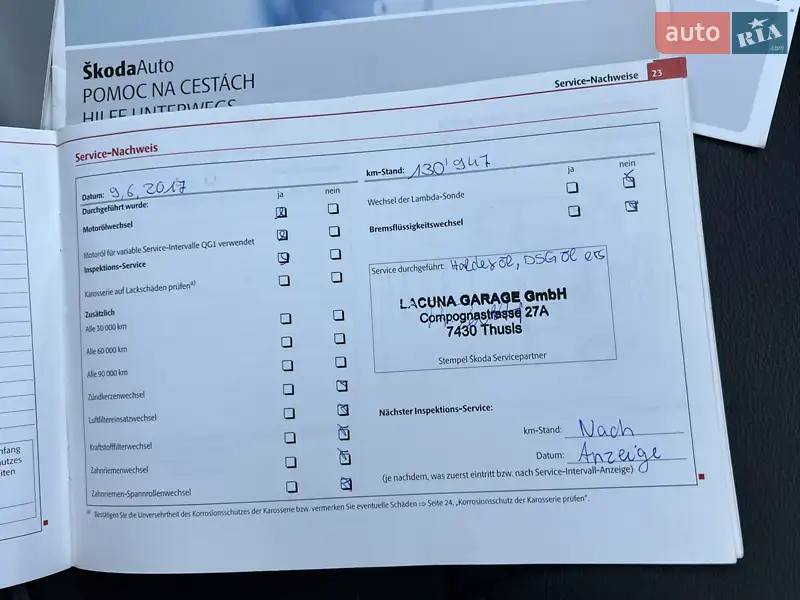 auto RIA .com
ŠkodaAuto
POMOC NA CESTÁCH
HILFE UNTERWEGS
Service-Nachweise 23
Service-Nachweis
Datum: 9,6,2017
km-Stand: 130'947
ja nein
Durchgeführt wurde:
Motorölwechsel
Motoröl für variable Service-Intervalle QG1 verwendet
Inspektions-Service
Karosserie auf Lackschäden prüfen a)
Zusätzlich
Alle 30 000 km
Alle 60 000 km
Alle 90 000 km
Zündkerzenwechsel
Luftfiltereinsatzwechsel
Kraftstofffilterwechsel
Zahnriemenwechsel
Zahnriemen-Spannrollenwechsel
ja nein
Wechsel der Lambda-Sonde
Bremsflüssigkeitswechsel
Service durchgeführt: Haldexöl, DSG öl ers
LACUNA GARAGE GmbH
Compognastrasse 27A
7430 Thusis
Stempel Škoda Servicepartner
Nächster Inspektions-Service:
km-Stand: Nach
Datum: Anzeige
(je nachdem, was zuerst eintritt bzw. nach Service-Intervall-Anzeige)
a) Bestätigen Sie die Unversehrtheit des Korrosionsschutzes der Karosserie bzw. vermerken Sie eventuelle Schäden ⇒ Seite 24, „Korrosionsschutz der Karosserie prüfen".